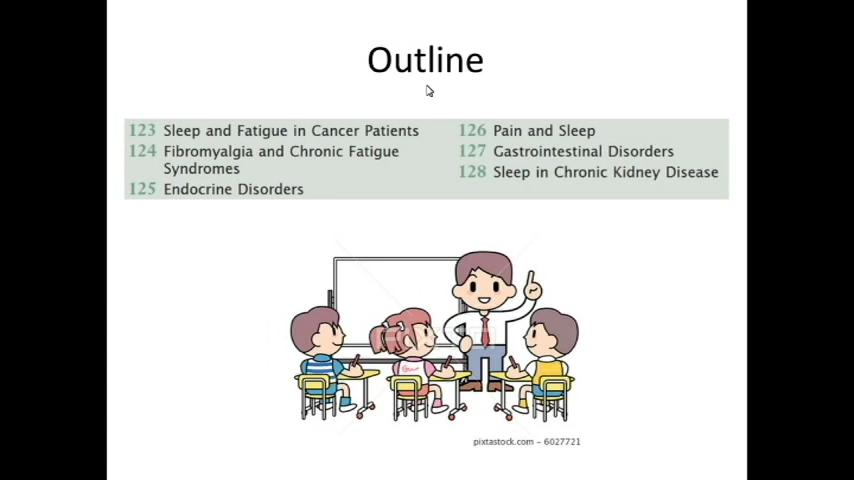 Outline
123 Sleep and Fatigue in Cancer Patients
124 Fibromyalgia and Chronic Fatigue
Syndromes
125 Endocrine Disorders
126 Pain and Sleep
127 Gastrointestinal Disorders
128 Sleep in Chronic Kidney Disease
PIXTA
pixtastock.com - 6027721